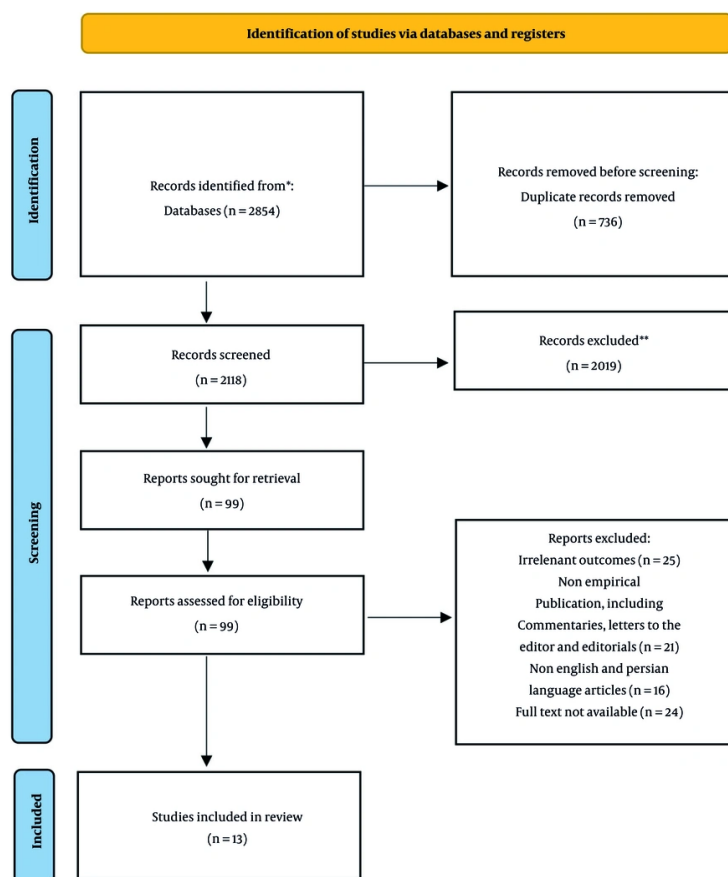 Identification of studies via databases and registers
Identification
Records identified from*:
Databases (n = 2854)
Records removed before screening:
Duplicate records removed
(n = 736)
Screening
Records screened
(n = 2118)
Records excluded**
(n = 2019)
Reports sought for retrieval
(n = 99)
Reports assessed for eligibility
(n = 99)
Reports excluded:
Irrelenant outcomes (n = 25)
Non empirical
Publication, including
Commentaries, letters to the
editor and editorials (n = 21)
Non english and persian
language articles (n = 16)
Full text not available (n = 24)
Included
Studies included in review
(n = 13)